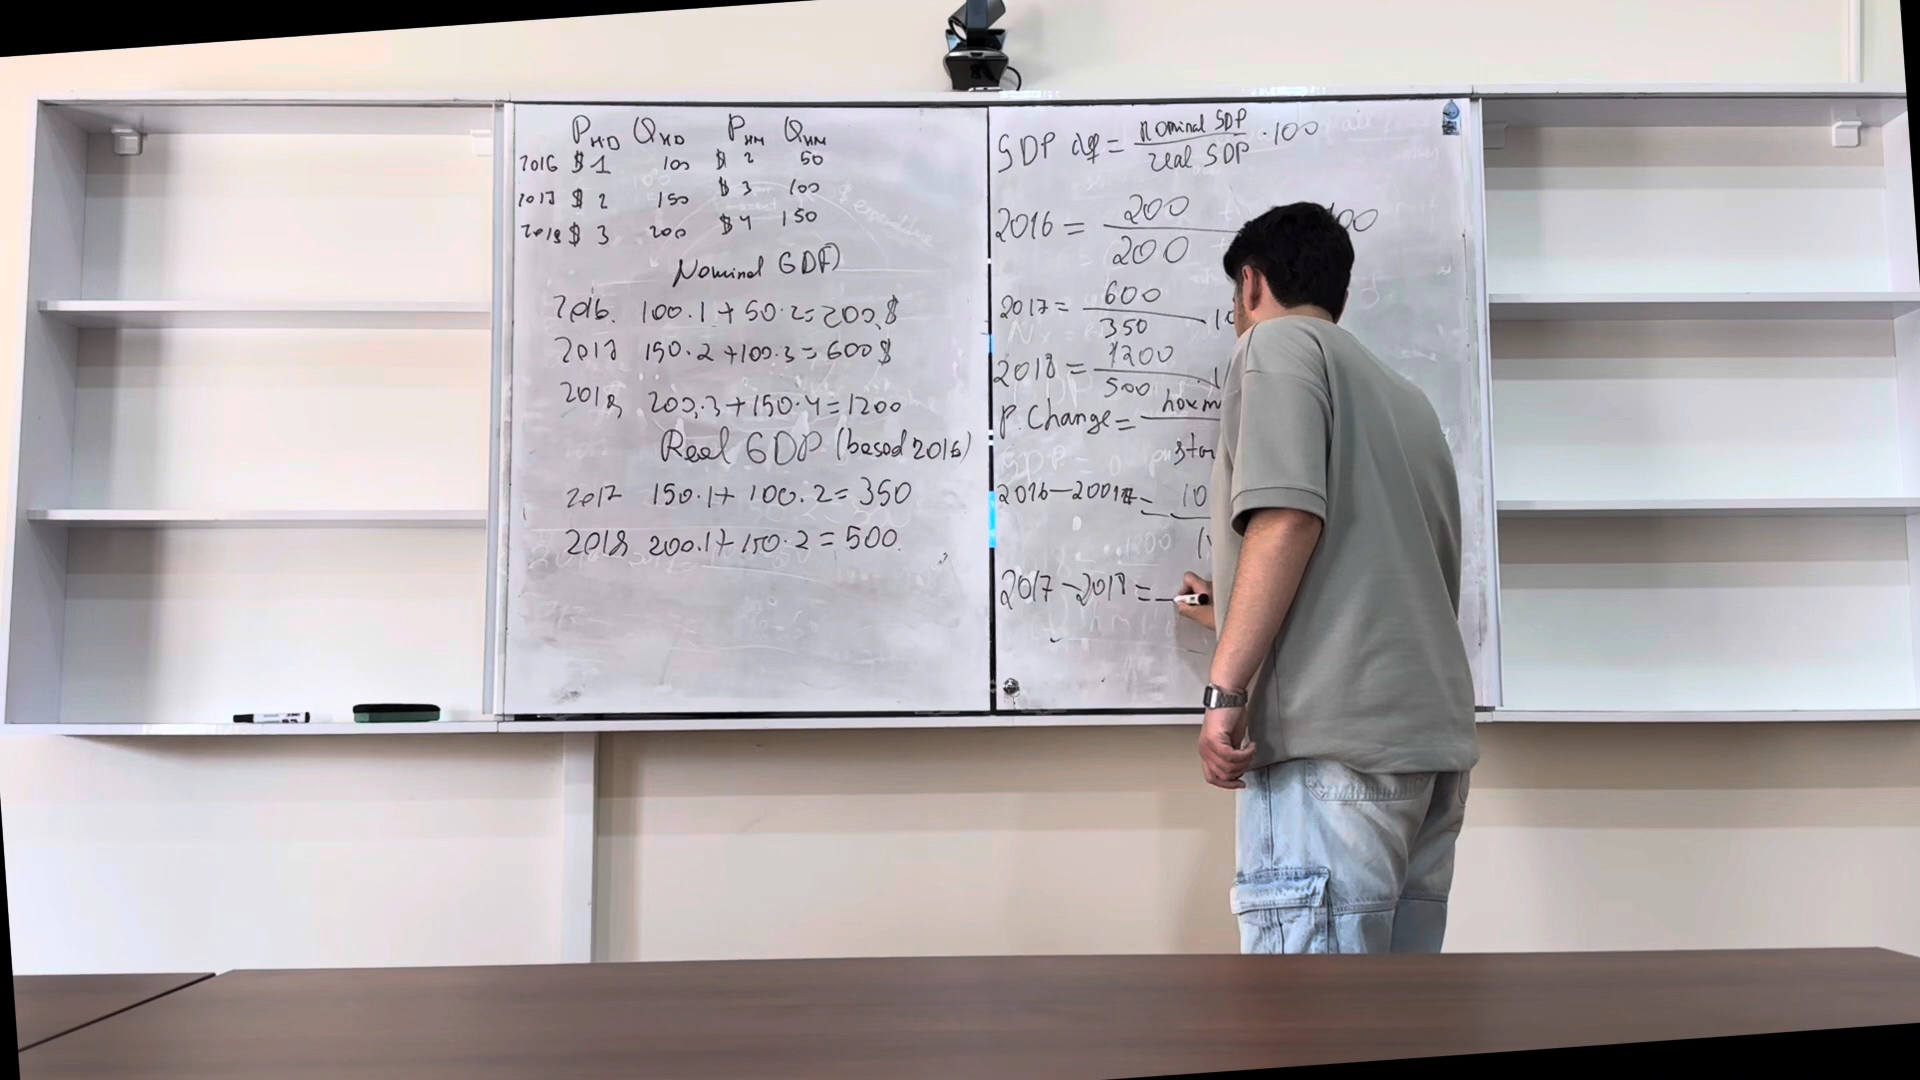 P_HD Q_HD P_HM Q_HM
2016 $ 1 100 $ 2 50
2017 $ 2 150 $ 3 100
2018 $ 3 200 $ 4 150
Nominal GDP
2016. 100.1 + 50.2 = 200,$
2017 150.2 + 100.3 = 600$
2018 200.3 + 150.4 = 1200
Real GDP (based 2016)
2017 150.1 + 100.2 = 350
2018 200.1 + 150.2 = 500.
GDP def = nominal GDP / real GDP .100
2016 = 200 / 200 100
2017 = 600 / 350 .10
2018 = 1200 / 500
P. Change =
2016-2017 = 10
2017-2018 =